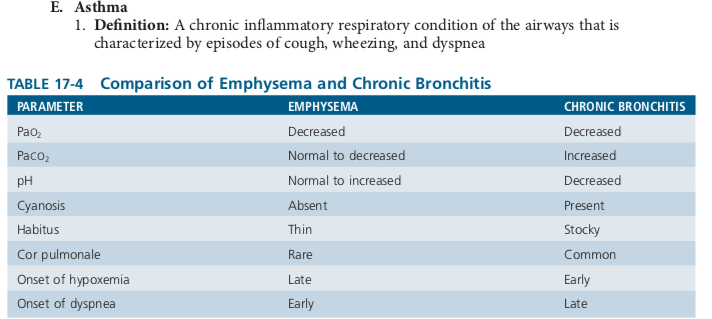 E. Asthma
1. Definition: A chronic inflammatory respiratory condition of the airways that is
characterized by episodes of cough, wheezing, and dyspnea
TABLE 17-4 Comparison of Emphysema and Chronic Bronchitis
PARAMETER EMPHYSEMA CHRONIC BRONCHITIS
PaO₂ Decreased Decreased
PaCO₂ Normal to decreased Increased
pH Normal to increased Decreased
Cyanosis Absent Present
Habitus Thin Stocky
Cor pulmonale Rare Common
Onset of hypoxemia Late Early
Onset of dyspnea Early Late